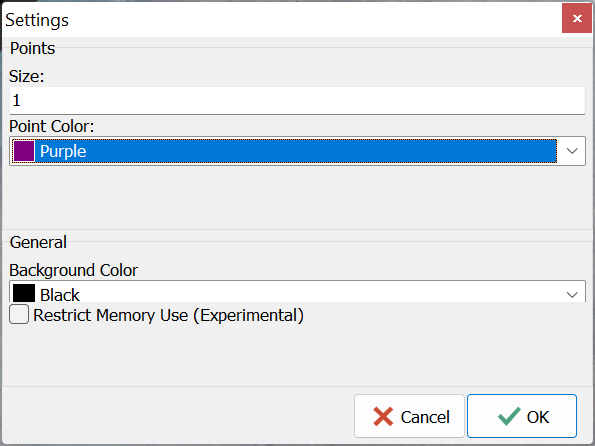 Settings
Points
Size:
1
Point Color:
Purple
General
Background Color
Black
Restrict Memory Use (Experimental)
Cancel
OK